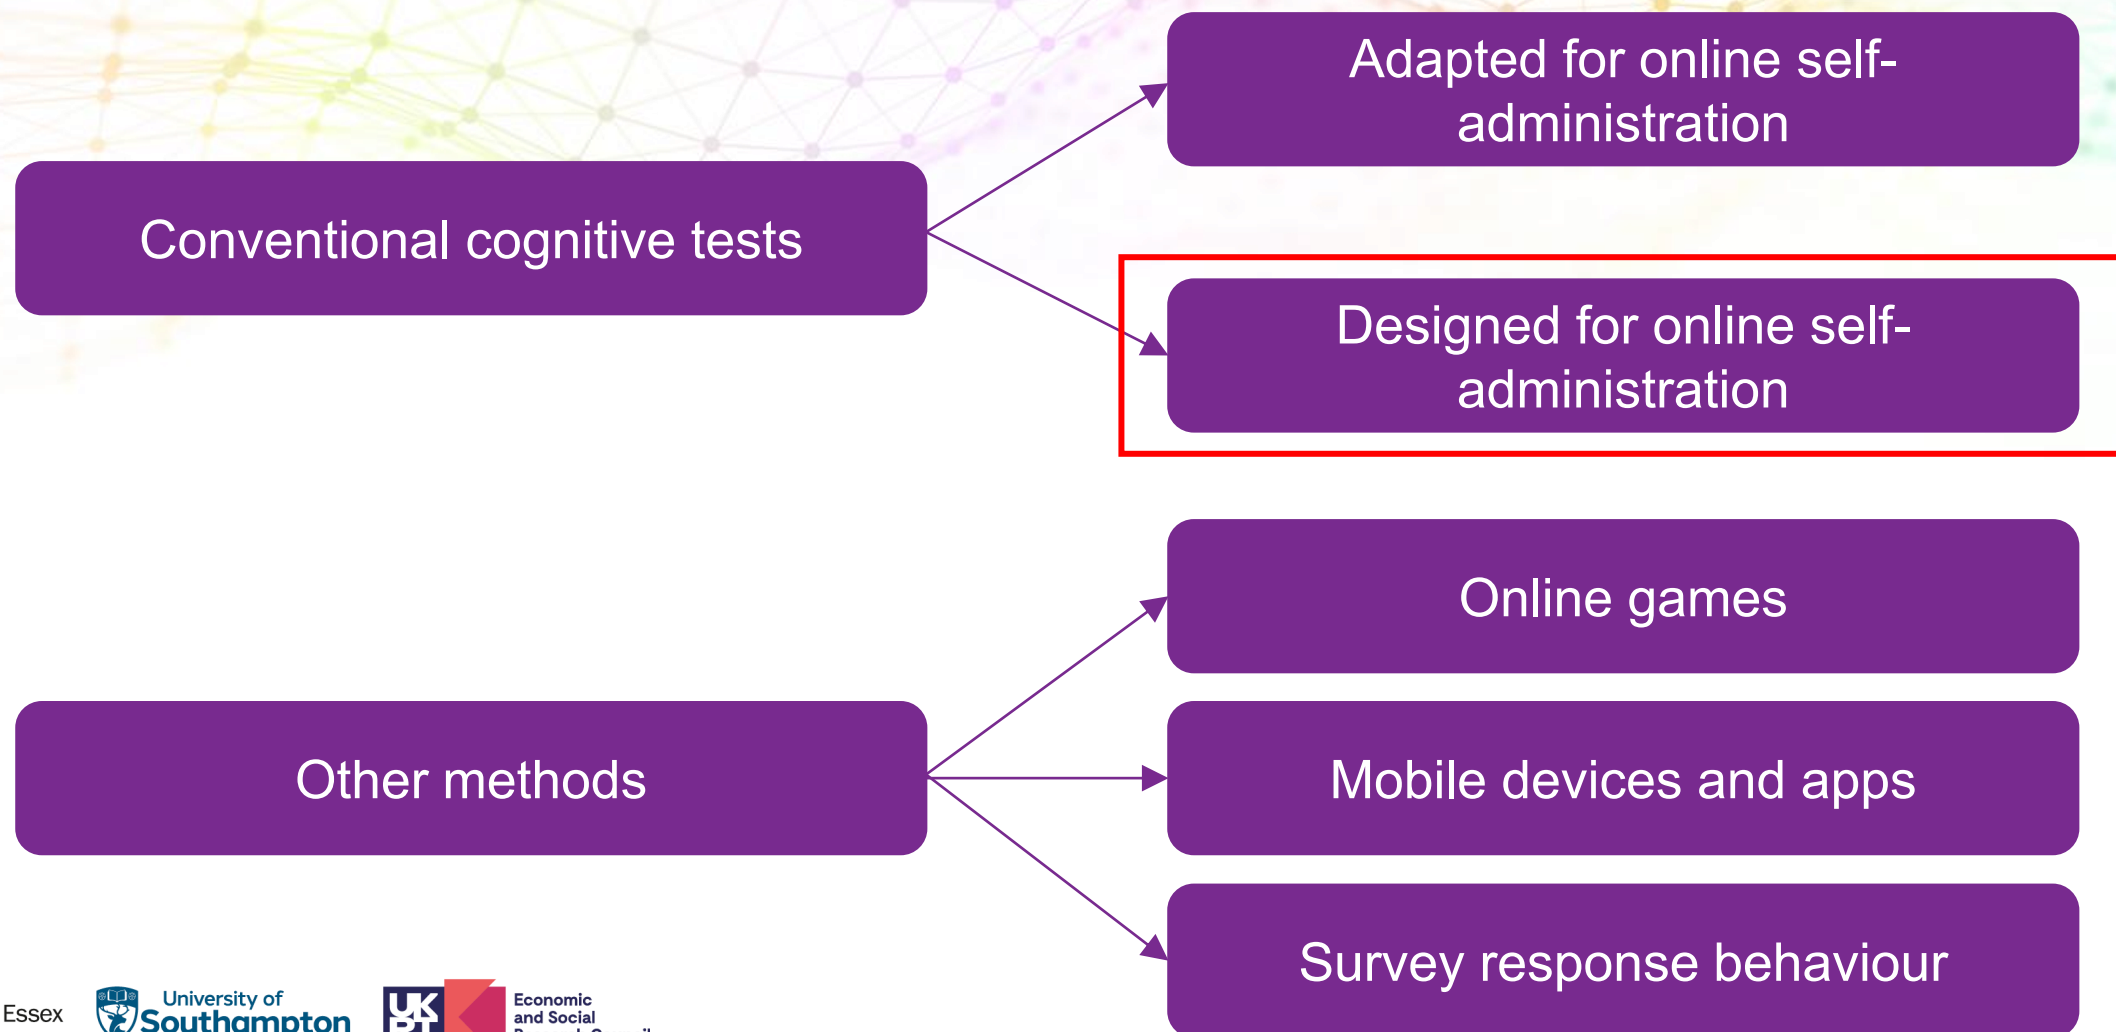 Adapted for online self-
administration
Conventional cognitive tests
Designed for online self-
administration
Online games
Other methods
Mobile devices and apps
Survey response behaviour
Essex
University of
Southampton
UK
Economic
and Social